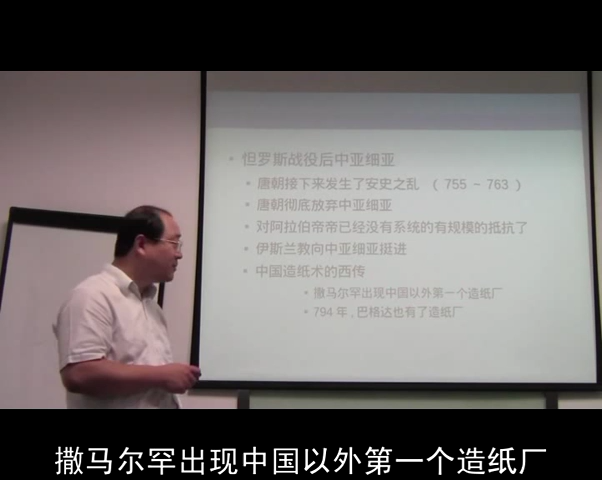 但罗斯战役后中亚细亚
唐朝接下来发生了安史之乱 ( 755 ~ 763 )
唐朝彻底放弃中亚细亚
对阿拉伯帝帝已经没有系统的有规模的抵抗了
伊斯兰教向中亚细亚挺进
中国造纸术的西传
撒马尔罕出现中国以外第一个造纸厂
794 年 , 巴格达也有了造纸厂
撒马尔罕出现中国以外第一个造纸厂